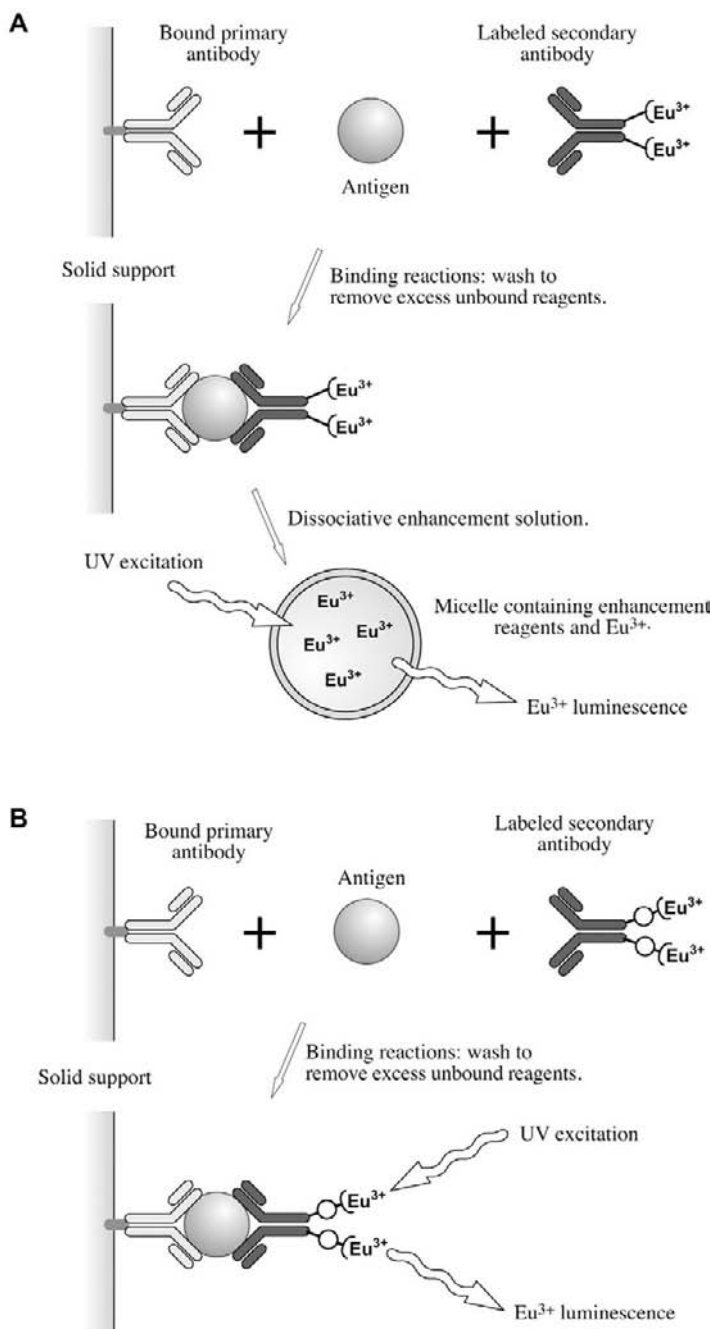 A
Bound primary
antibody
Labeled secondary
antibody
+
+
Eu3+
Eu3+
Antigen
Solid support
Binding reactions: wash to
remove excess unbound reagents.
Eu3+
Eu3+
Dissociative enhancement solution.
UV excitation
Eu3+
Eu3+
Eu3+
Eu3+
Micelle containing enhancement
reagents and Eu3+.
Eu3+ luminescence
B
Bound primary
antibody
Labeled secondary
antibody
Antigen
+
+
Eu3+
Eu3+
Solid support
Binding reactions: wash to
remove excess unbound reagents.
UV excitation
Eu3+
Eu3+
Eu3+ luminescence